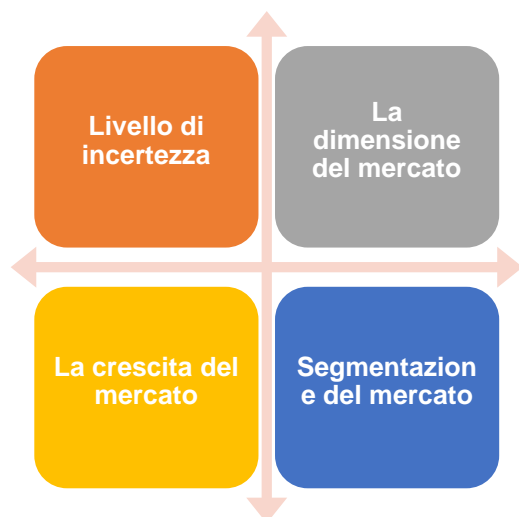 Livello di
incertezza
La
dimensione
del mercato
La crescita del
mercato
Segmentazion
e del mercato